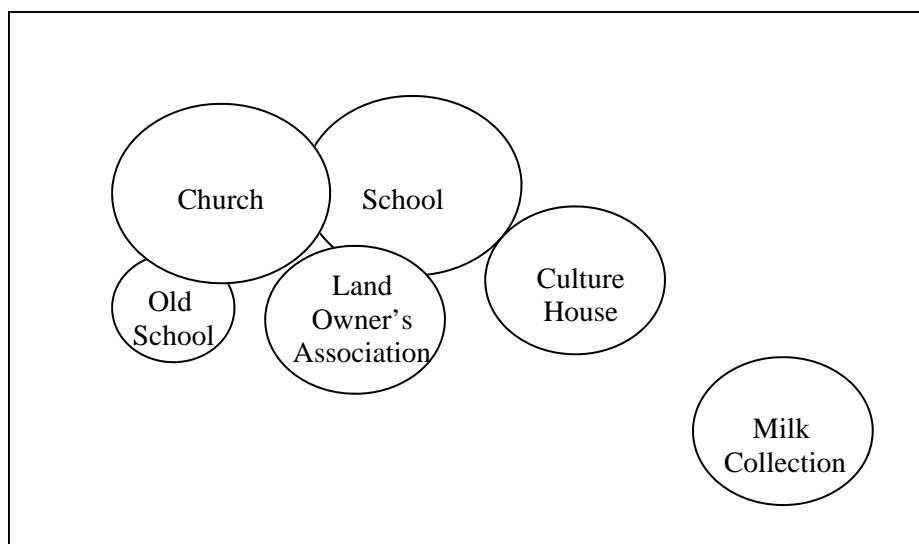 Church
School
Culture
House
Old
School
Land
Owner’s
Association
Milk
Collection